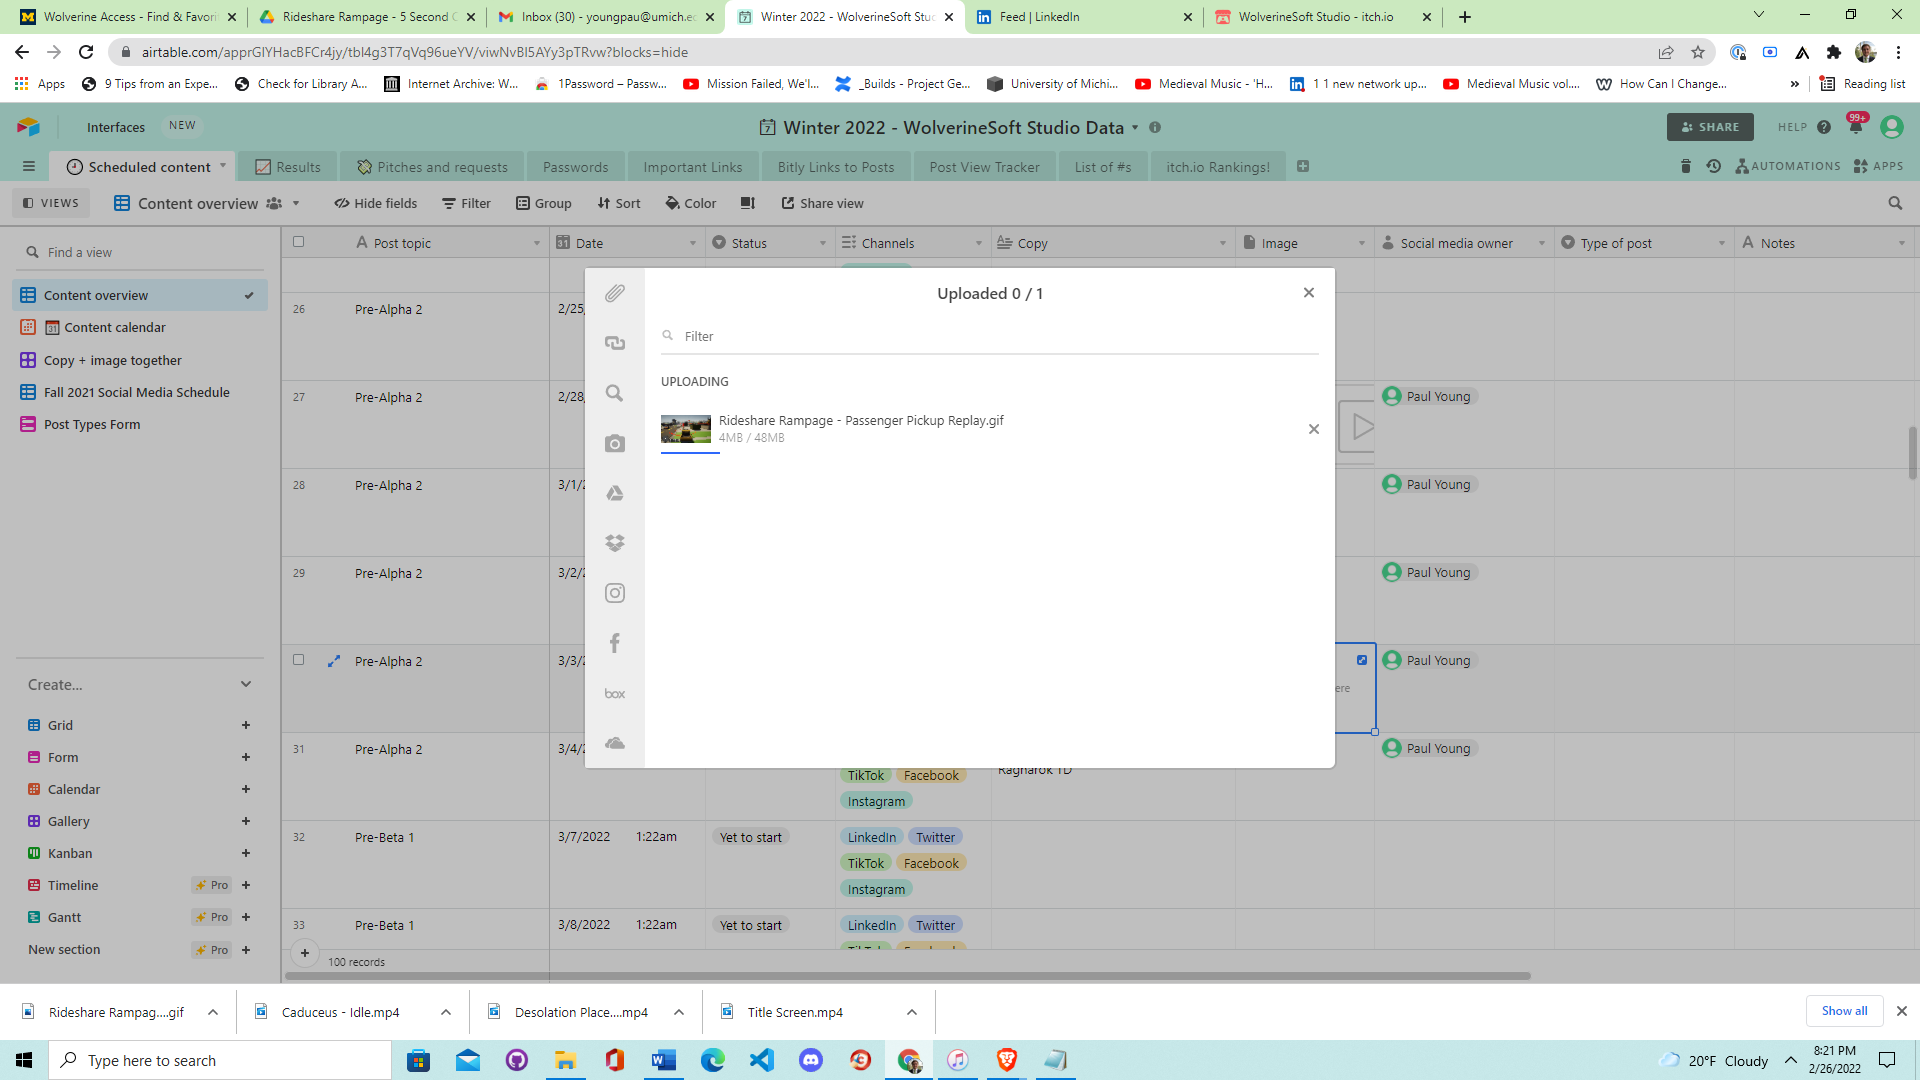 Wolverine Access - Find & Favori
Rideshare Rampage - 5 Second G
Inbox (30) - youngpau@umich.ed
Winter 2022 - WolverineSoft Stud
Feed | LinkedIn
WolverineSoft Studio - itch.io
airtable.com/apprGlYHacBFCr4jy/tbl4g3T7qVq96ueYV/viwNvBI5AYy3pTRvw?blocks=hide
Apps
9 Tips from an Expe...
Check for Library A...
Internet Archive: W...
1Password – Passw...
Mission Failed, We'l...
_Builds - Project Ge...
University of Michi...
Medieval Music - 'H...
1 1 new network up...
Medieval Music vol....
How Can I Change...
»
Reading list
Interfaces
NEW
Winter 2022 - WolverineSoft Studio Data
SHARE
HELP
99+
Scheduled content
Results
Pitches and requests
Passwords
Important Links
Bitly Links to Posts
Post View Tracker
List of #s
itch.io Rankings!
AUTOMATIONS
APPS
VIEWS
Content overview
Hide fields
Filter
Group
Sort
Color
Share view
Find a view
Post topic
Date
Status
Channels
Copy
Image
Social media owner
Type of post
Notes
Content overview
Content calendar
Copy + image together
Fall 2021 Social Media Schedule
Post Types Form
Create...
Grid
Form
Calendar
Gallery
Kanban
Timeline
Pro
Gantt
Pro
New section
Pro
26
Pre-Alpha 2
2/25/
27
Pre-Alpha 2
2/28/
Paul Young
28
Pre-Alpha 2
3/1/2
Paul Young
29
Pre-Alpha 2
3/2/2
Paul Young
Pre-Alpha 2
3/3/2
ere
Paul Young
31
Pre-Alpha 2
3/4/2
Paul Young
TikTok
Facebook
Instagram
Ragnarok TD
32
Pre-Beta 1
3/7/2022
1:22am
Yet to start
LinkedIn
Twitter
TikTok
Facebook
Instagram
33
Pre-Beta 1
3/8/2022
1:22am
Yet to start
LinkedIn
Twitter
TikTok
Facebook
100 records
Uploaded 0 / 1
Filter
UPLOADING
Rideshare Rampage - Passenger Pickup Replay.gif
4MB / 48MB
box
Rideshare Rampag....gif
Caduceus - Idle.mp4
Desolation Place....mp4
Title Screen.mp4
Show all
Type here to search
20°F Cloudy
8:21 PM
2/26/2022